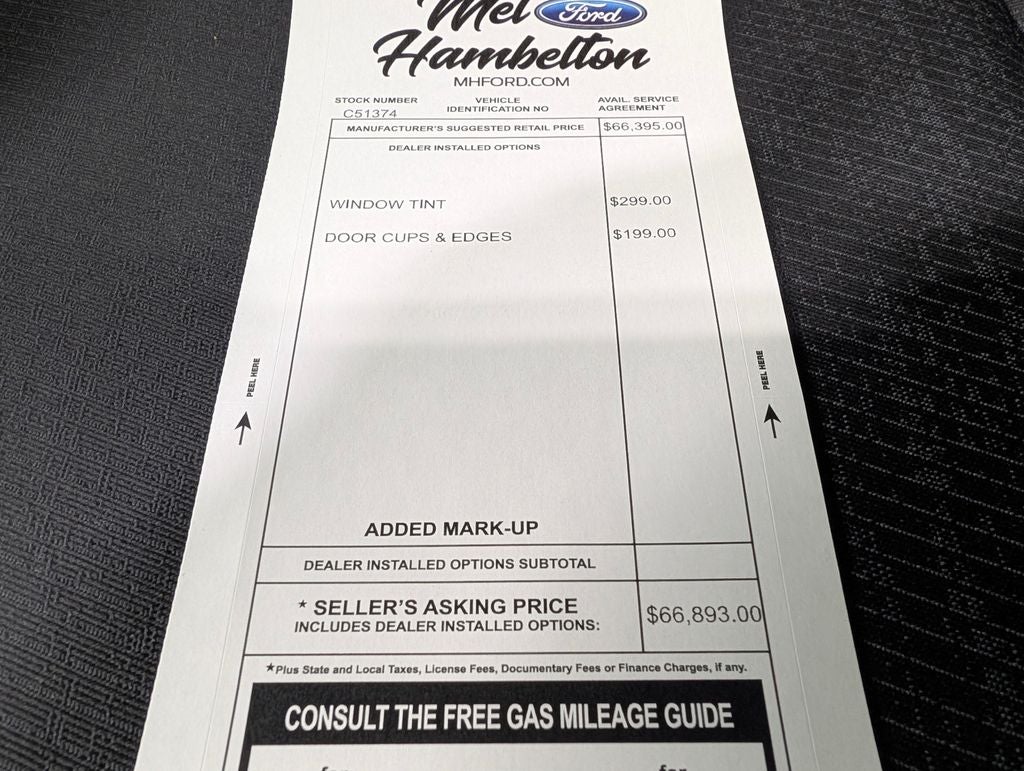 Mel Ford
Hambelton
MHFORD.COM
STOCK NUMBER VEHICLE IDENTIFICATION NO AVAIL. SERVICE AGREEMENT
C51374
MANUFACTURER'S SUGGESTED RETAIL PRICE $66,395.00
DEALER INSTALLED OPTIONS
WINDOW TINT $299.00
DOOR CUPS & EDGES $199.00
PEEL HERE
PEEL HERE
ADDED MARK-UP
DEALER INSTALLED OPTIONS SUBTOTAL
* SELLER'S ASKING PRICE
INCLUDES DEALER INSTALLED OPTIONS: $66,893.00
*Plus State and Local Taxes, License Fees, Documentary Fees or Finance Charges, if any.
CONSULT THE FREE GAS MILEAGE GUIDE